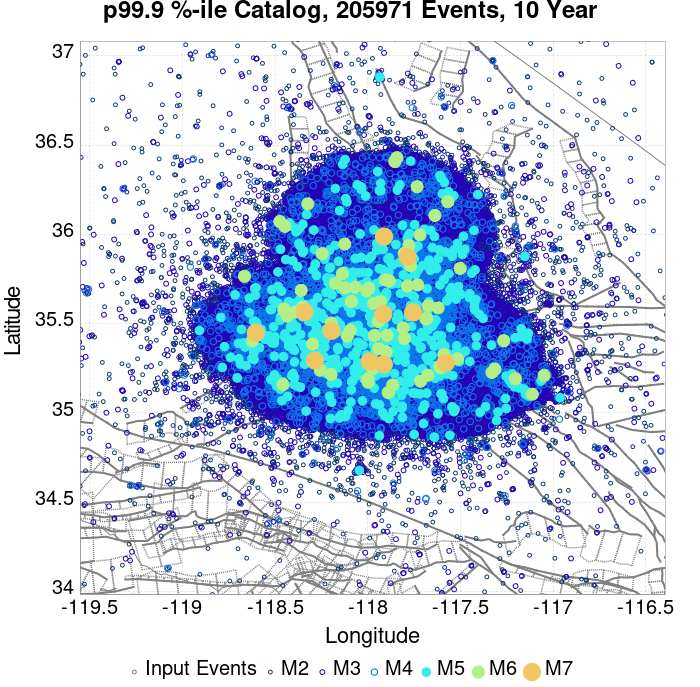 p99.9 %-ile Catalog, 205971 Events, 10 Year
37
36.5
36
35.5
35
34.5
34
Latitude
-119.5 -119 -118.5 -118 -117.5 -117 -116.5
Longitude
Input Events M2 M3 M4 M5 M6 M7